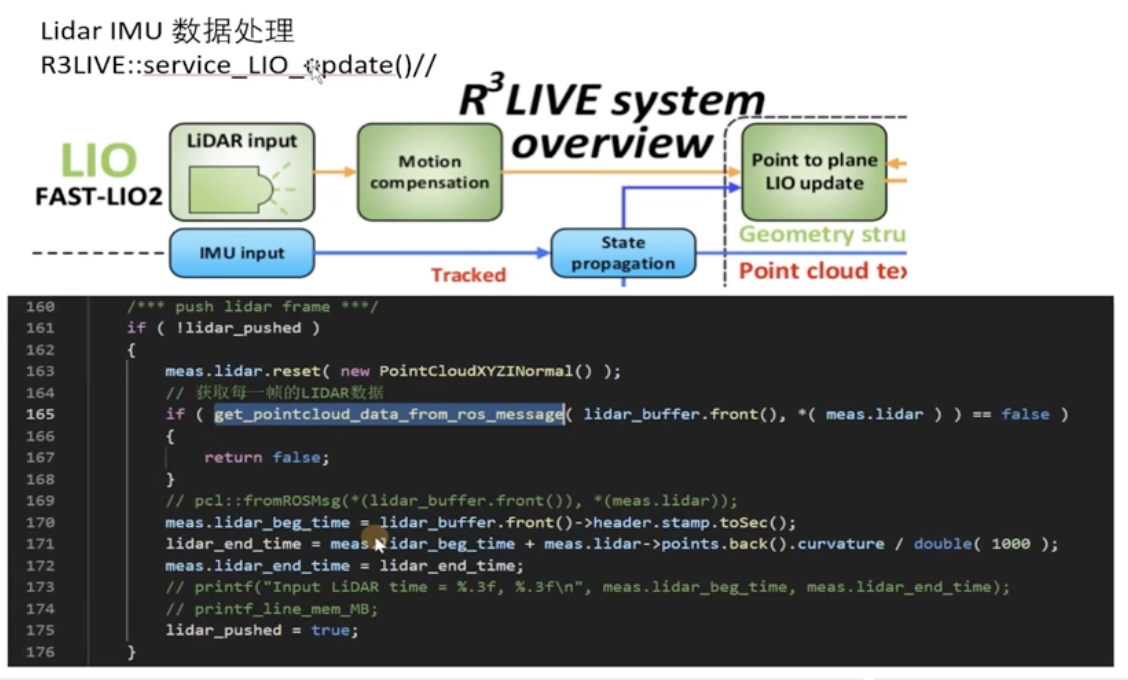 Lidar IMU 数据处理
R3LIVE::service_LIO_update()//
R³LIVE system
overview
LIO
FAST-LIO2
LiDAR input
Motion
compensation
Point to plane
LIO update
IMU input
State
propagation
Geometry stru
Tracked
Point cloud tex
160 /*** push lidar frame ***/
161 if ( !lidar_pushed )
162 {
163 meas.lidar.reset( new PointCloudXYZINormal() );
164 // 获取每一帧的LIDAR数据
165 if ( get_pointcloud_data_from_ros_message( lidar_buffer.front(), *( meas.lidar ) ) == false )
166 {
167 return false;
168 }
169 // pcl::fromROSMsg(*(lidar_buffer.front()), *(meas.lidar));
170 meas.lidar_beg_time = lidar_buffer.front()->header.stamp.toSec();
171 lidar_end_time = meas.lidar_beg_time + meas.lidar->points.back().curvature / double( 1000 );
172 meas.lidar_end_time = lidar_end_time;
173 // printf("Input LiDAR time = %.3f, %.3f\n", meas.lidar_beg_time, meas.lidar_end_time);
174 // printf_line_mem_MB;
175 lidar_pushed = true;
176 }